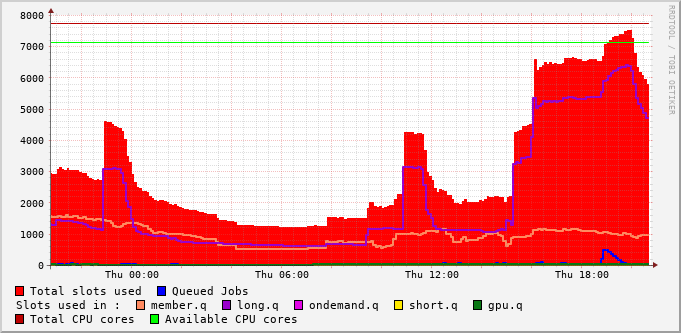 8000
7000
6000
5000
4000
3000
2000
1000
0
Thu 00:00 Thu 06:00 Thu 12:00 Thu 18:00
RRDTOOL / TOBI OETIKER
Total slots used Queued Jobs
Slots used in : member.q long.q ondemand.q short.q gpu.q
Total CPU cores Available CPU cores